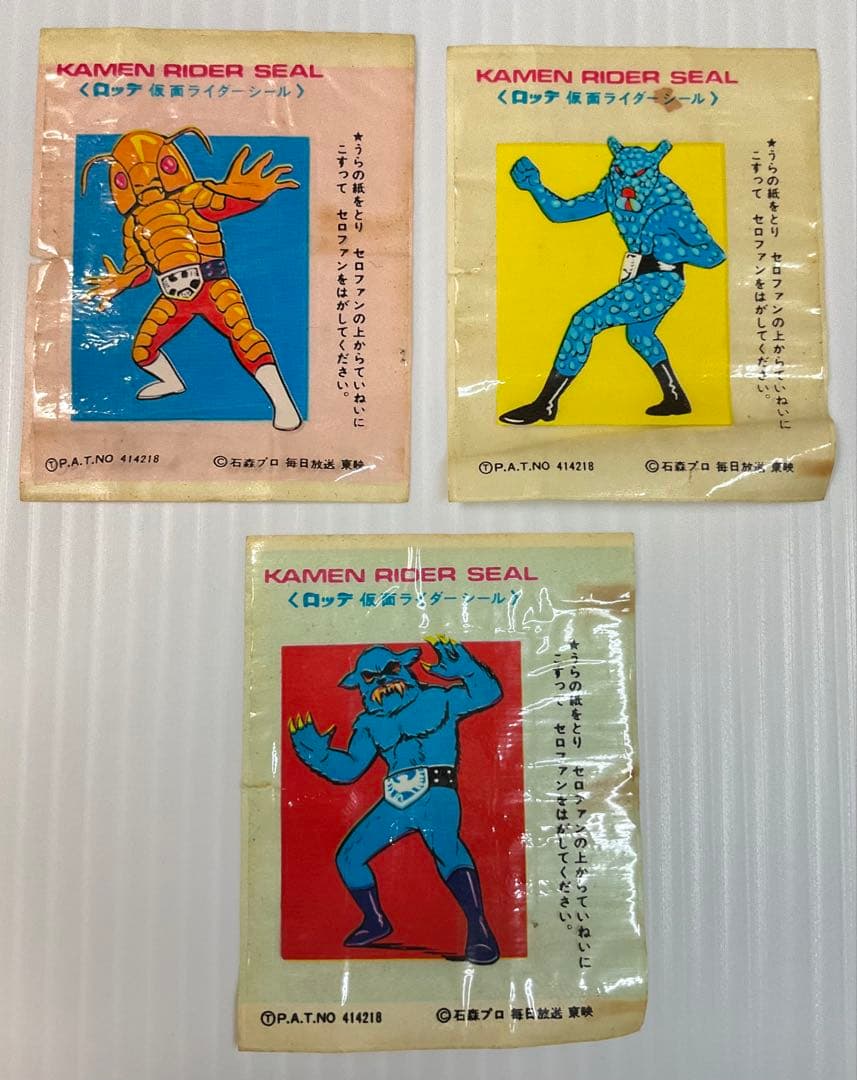 KAMEN RIDER SEAL
〈ロッテ 仮面ライダーシール〉
★うらの紙をとり セロファンの上からていねいに
こすって セロファンをはがしてください。
ⓉP.A.T.NO 414218 ©石森プロ 毎日放送 東映
KAMEN RIDER SEAL
〈ロッテ 仮面ライダーシール〉
★うらの紙をとり セロファンの上からていねいに
こすって セロファンをはがしてください。
ⓉP.A.T.NO 414218 ©石森プロ 毎日放送 東映
KAMEN RIDER SEAL
〈ロッテ 仮面ライダーシール〉
★うらの紙をとり セロファンの上からていねいに
こすって セロファンをはがしてください。
ⓉP.A.T.NO 414218 ©石森プロ 毎日放送 東映